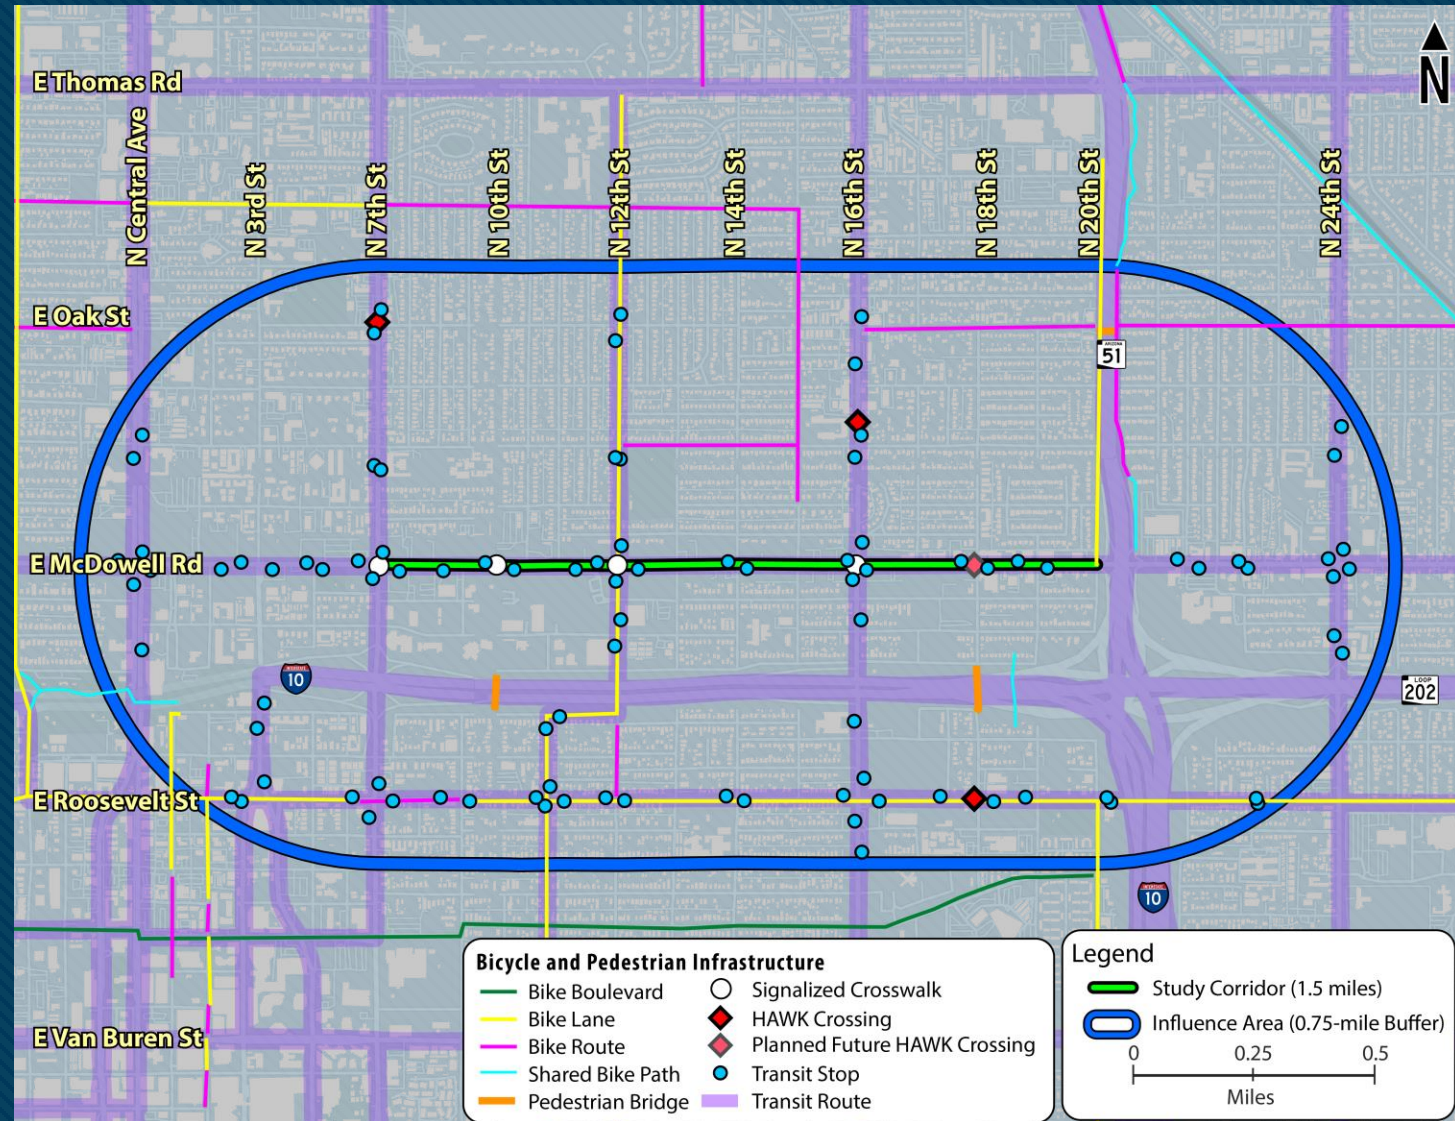 N
E Thomas Rd
N Central Ave
N 3rd St
N 7th St
N 10th St
N 12th St
N 14th St
N 16th St
N 18th St
N 20th St
N 24th St
E Oak St
ARIZONA
51
E McDowell Rd
INTERSTATE
10
LOOP
202
E Roosevelt St
INTERSTATE
10
E Van Buren St
Bicycle and Pedestrian Infrastructure
Bike Boulevard
Bike Lane
Bike Route
Shared Bike Path
Pedestrian Bridge
Signalized Crosswalk
HAWK Crossing
Planned Future HAWK Crossing
Transit Stop
Transit Route
Legend
Study Corridor (1.5 miles)
Influence Area (0.75-mile Buffer)
0 0.25 0.5
Miles